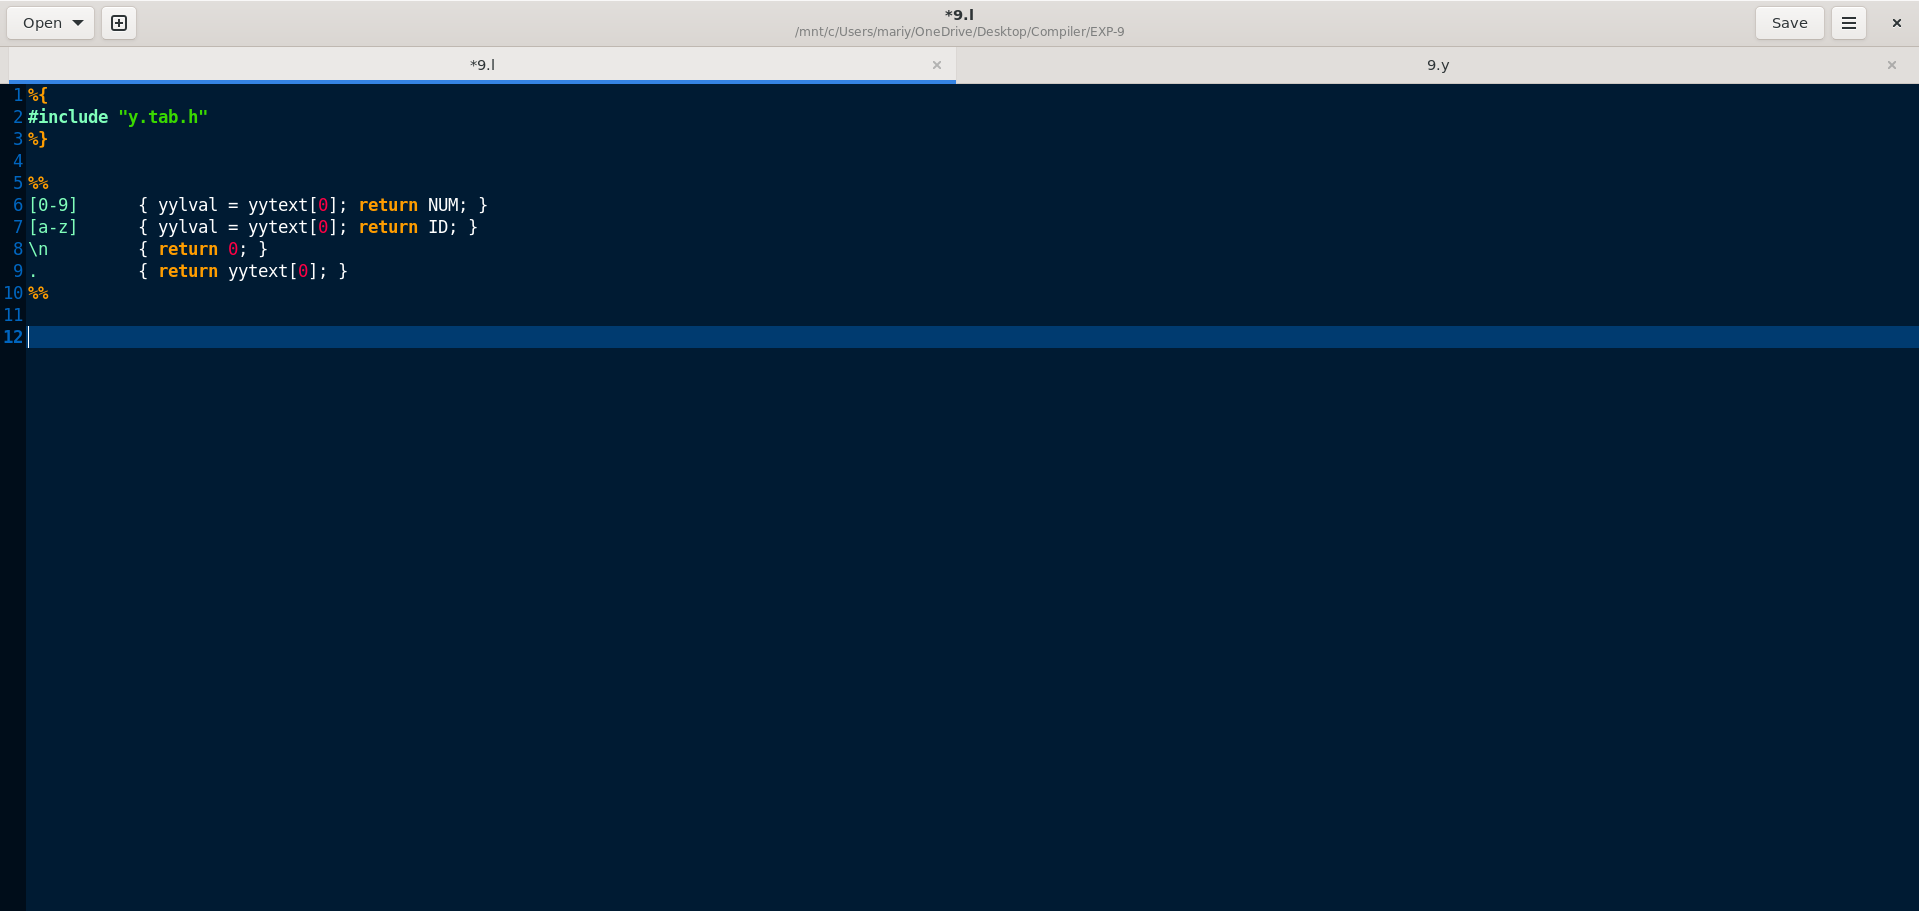 Open
*9.l
/mnt/c/Users/mariy/OneDrive/Desktop/Compiler/EXP-9
Save
*9.l
9.y
1 %{
2 #include "y.tab.h"
3 %}
4
5 %%
6 [0-9]      { yylval = yytext[0]; return NUM; }
7 [a-z]      { yylval = yytext[0]; return ID; }
8 \n         { return 0; }
9 .          { return yytext[0]; }
10 %%
11
12